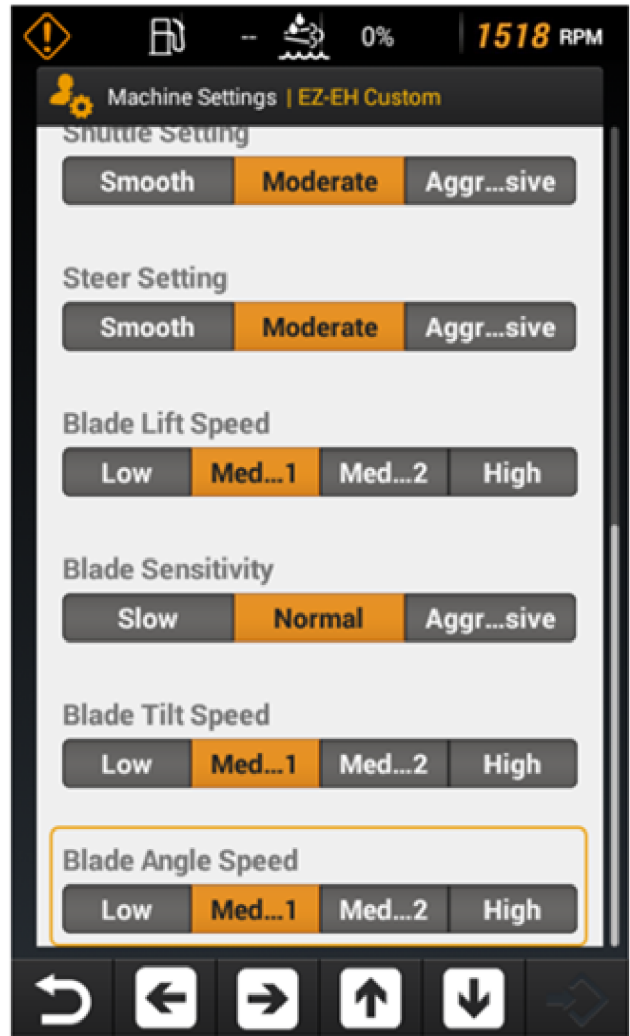 -- 0% 1518 RPM
Machine Settings | EZ-EH Custom
Shuttle Setting
Smooth Moderate Aggr...sive
Steer Setting
Smooth Moderate Aggr...sive
Blade Lift Speed
Low Med...1 Med...2 High
Blade Sensitivity
Slow Normal Aggr...sive
Blade Tilt Speed
Low Med...1 Med...2 High
Blade Angle Speed
Low Med...1 Med...2 High